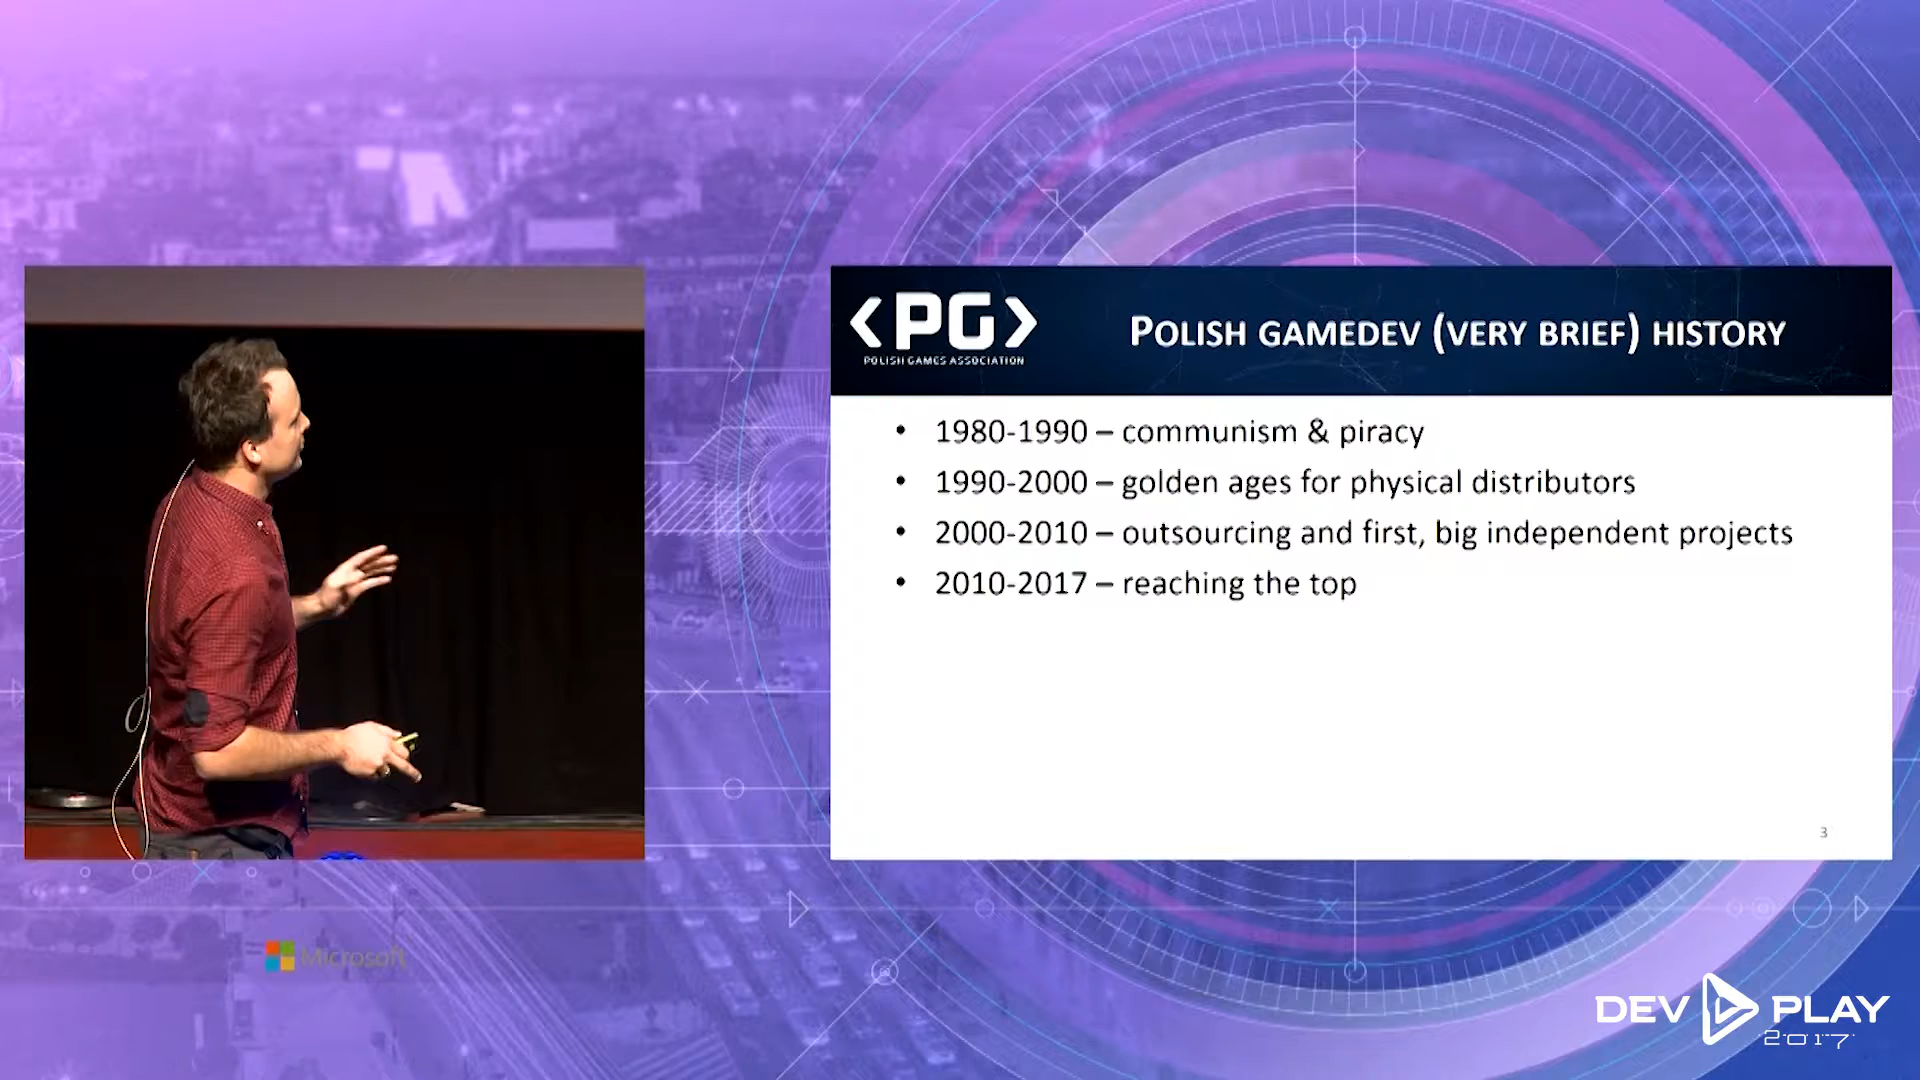 <PG>
POLISH GAMES ASSOCIATION
POLISH GAMEDEV (VERY BRIEF) HISTORY
• 1980-1990 – communism & piracy
• 1990-2000 – golden ages for physical distributors
• 2000-2010 – outsourcing and first, big independent projects
• 2010-2017 – reaching the top
3
Microsoft
DEV PLAY
2017